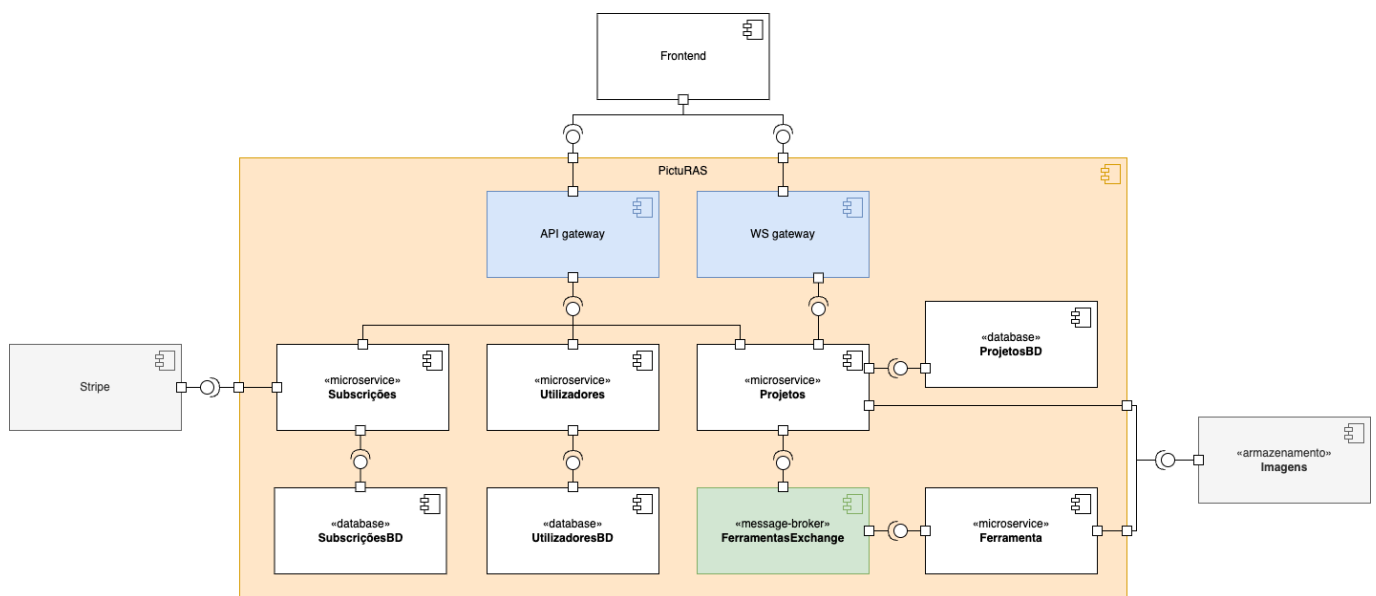 Frontend
PictuRAS
API gateway
WS gateway
«database»
ProjetosBD
Stripe
«microservice»
Subscrições
«microservice»
Utilizadores
«microservice»
Projetos
«armazenamento»
Imagens
«database»
SubscriçõesBD
«database»
UtilizadoresBD
«message-broker»
FerramentasExchange
«microservice»
Ferramenta